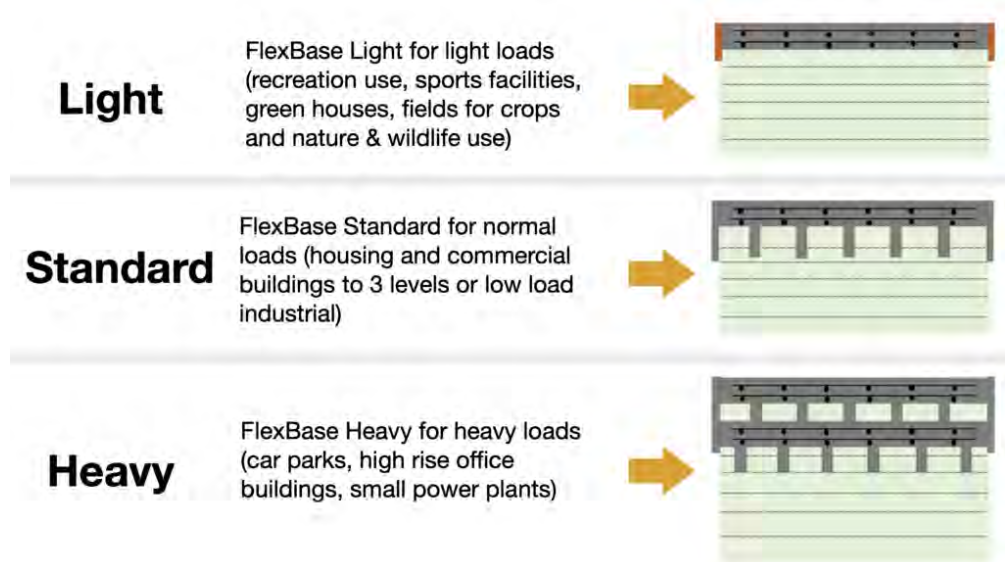 Light
FlexBase Light for light loads
(recreation use, sports facilities,
green houses, fields for crops
and nature & wildlife use)
Standard
FlexBase Standard for normal
loads (housing and commercial
buildings to 3 levels or low load
industrial)
Heavy
FlexBase Heavy for heavy loads
(car parks, high rise office
buildings, small power plants)